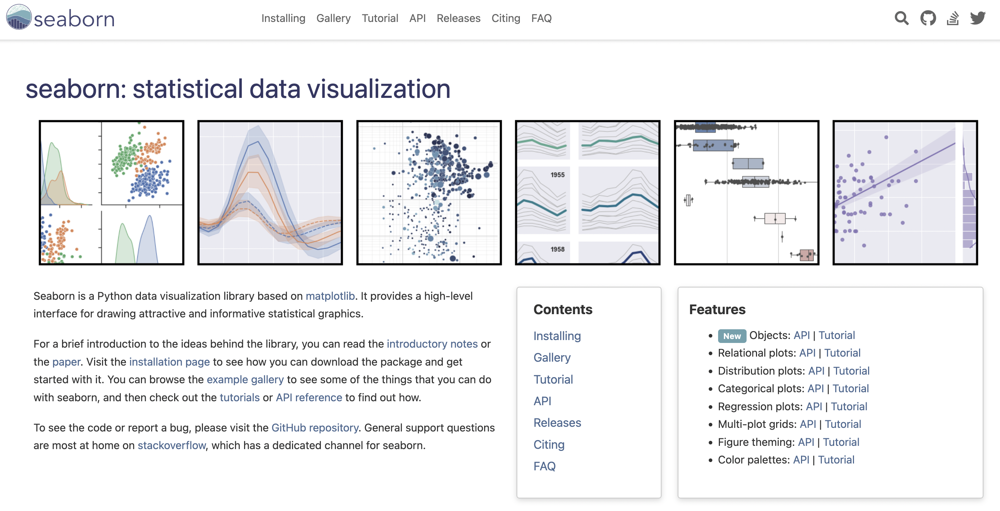 seaborn
Installing Gallery Tutorial API Releases Citing FAQ
seaborn: statistical data visualization
1955
1958
Seaborn is a Python data visualization library based on matplotlib. It provides a high-level
interface for drawing attractive and informative statistical graphics.
For a brief introduction to the ideas behind the library, you can read the introductory notes or
the paper. Visit the installation page to see how you can download the package and get
started with it. You can browse the example gallery to see some of the things that you can do
with seaborn, and then check out the tutorials or API reference to find out how.
To see the code or report a bug, please visit the GitHub repository. General support questions
are most at home on stackoverflow, which has a dedicated channel for seaborn.
Contents
Installing
Gallery
Tutorial
API
Releases
Citing
FAQ
Features
New Objects: API | Tutorial
Relational plots: API | Tutorial
Distribution plots: API | Tutorial
Categorical plots: API | Tutorial
Regression plots: API | Tutorial
Multi-plot grids: API | Tutorial
Figure theming: API | Tutorial
Color palettes: API | Tutorial